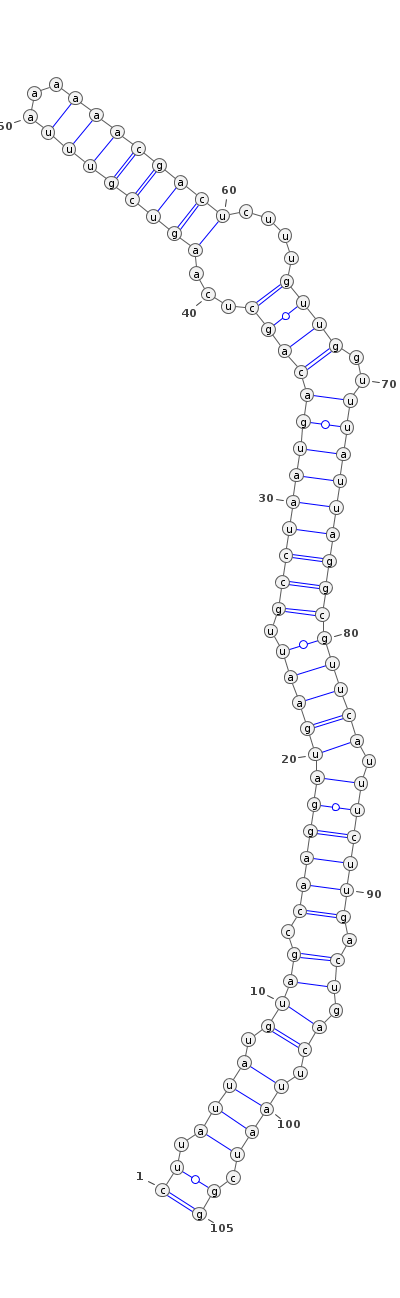 1
c u u a u u a u g u
10
a g c c a a g g a u
20
g a a u u g c c u a
30
a u g a c a g c u c
40
a a g u c g u u u a
50
a a a a a c g a c u
60
c u u u g u u g g u
70
u u a u u a g g c g
80
u u c a u u u c u u
90
g a c u g a c u u a
100
a u c g g
105